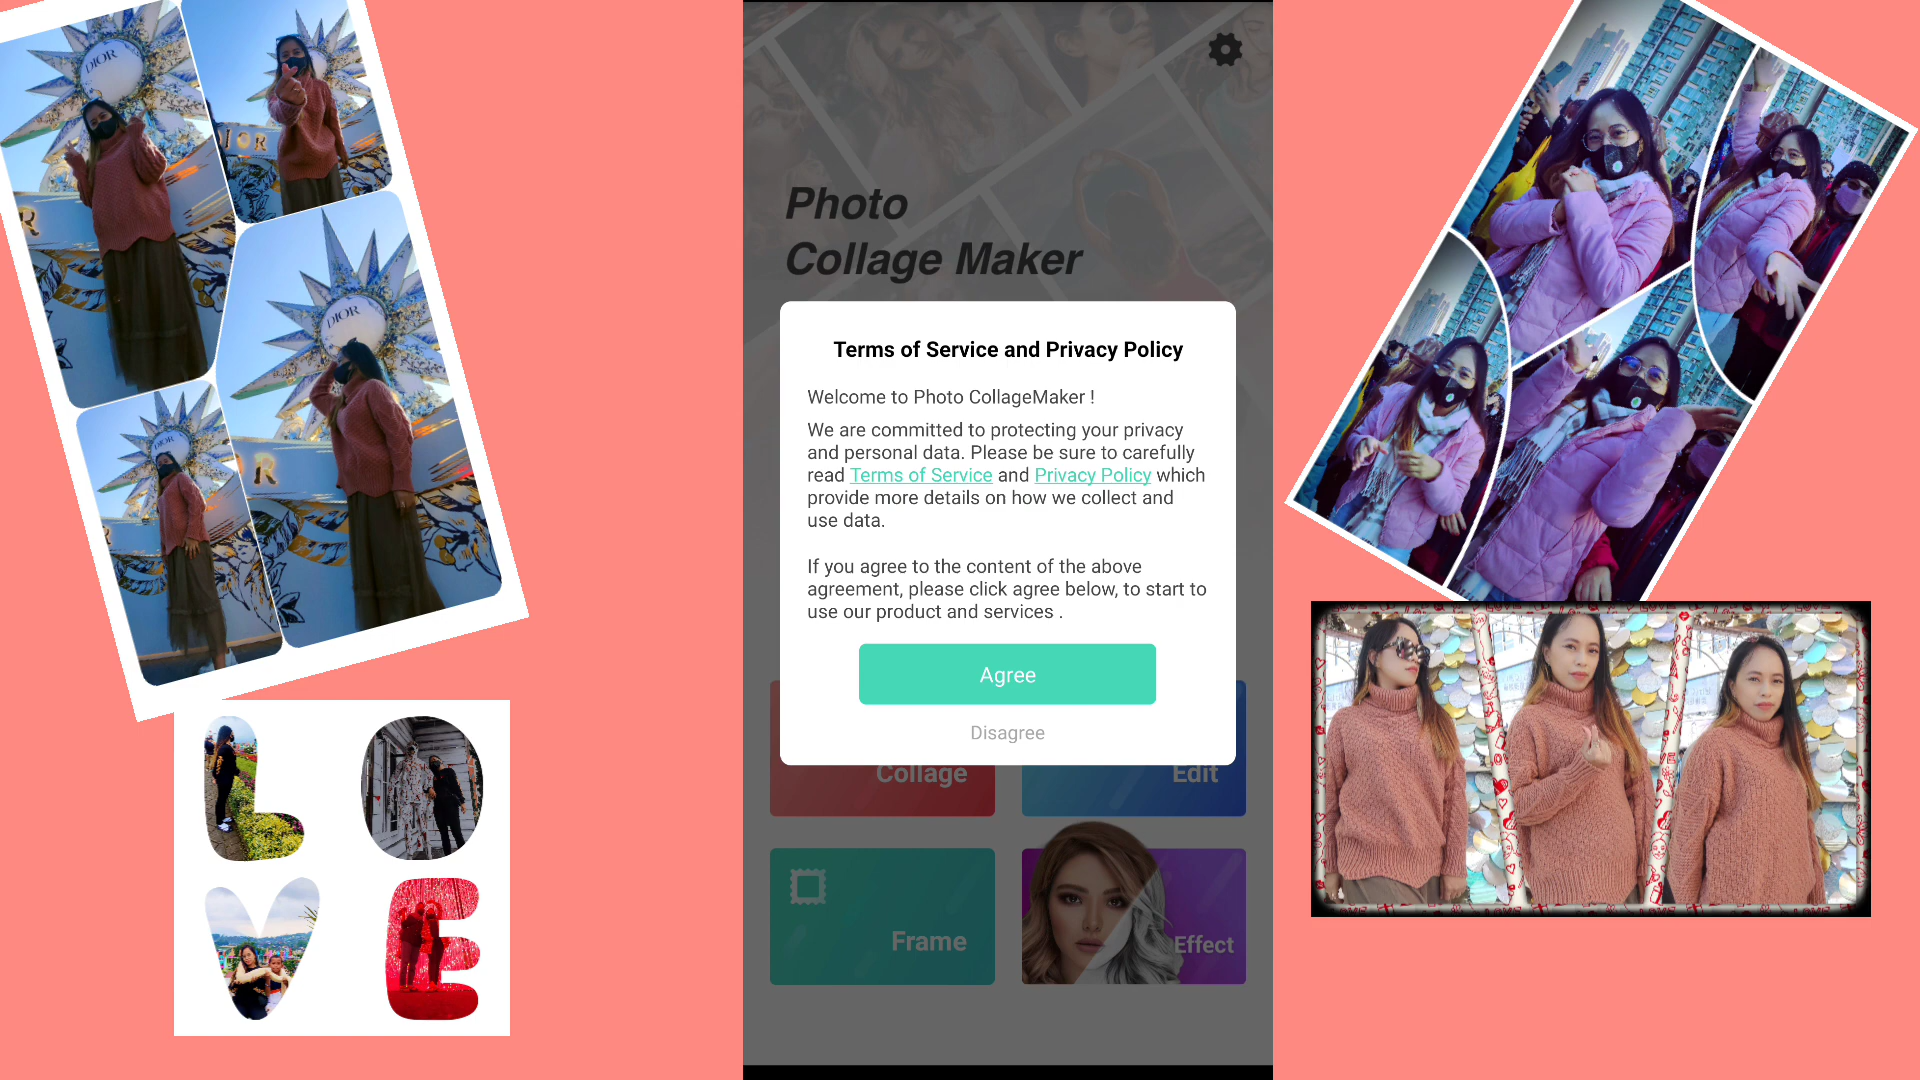 DIOR
IOR
R
DIOR
R
DIOR
L O
V E
Photo
Collage Maker
Terms of Service and Privacy Policy
Welcome to Photo CollageMaker !
We are committed to protecting your privacy
and personal data. Please be sure to carefully
read Terms of Service and Privacy Policy which
provide more details on how we collect and
use data.
If you agree to the content of the above
agreement, please click agree below, to start to
use our product and services .
Agree
Disagree
Collage
Edit
Frame
Effect
LOVE